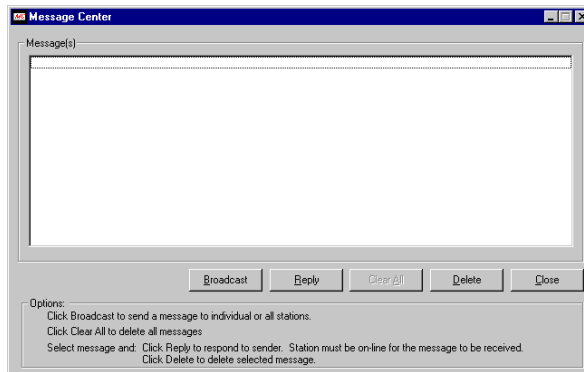 Message Center
Message(s)
Broadcast Reply Clear All Delete Close
Options:
Click Broadcast to send a message to individual or all stations.
Click Clear All to delete all messages
Select message and: Click Reply to respond to sender. Station must be on-line for the message to be received.
Click Delete to delete selected message.